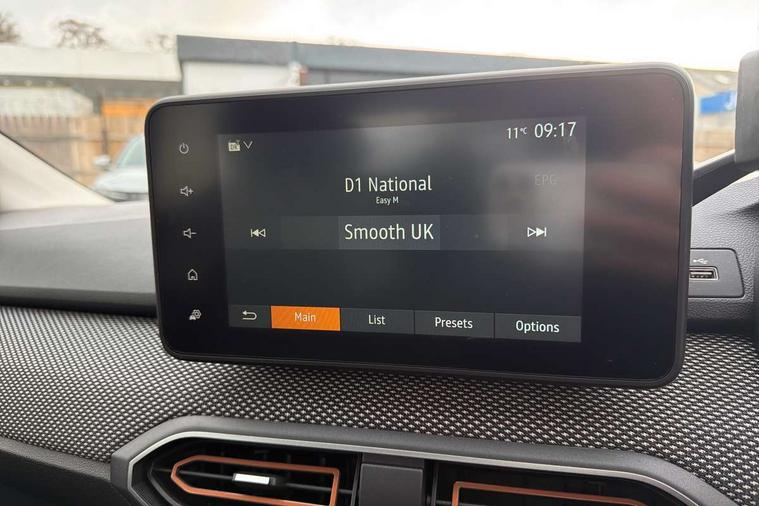 11°C 09:17
D1 National
EPG
Easy M
Smooth UK
Main List Presets Options